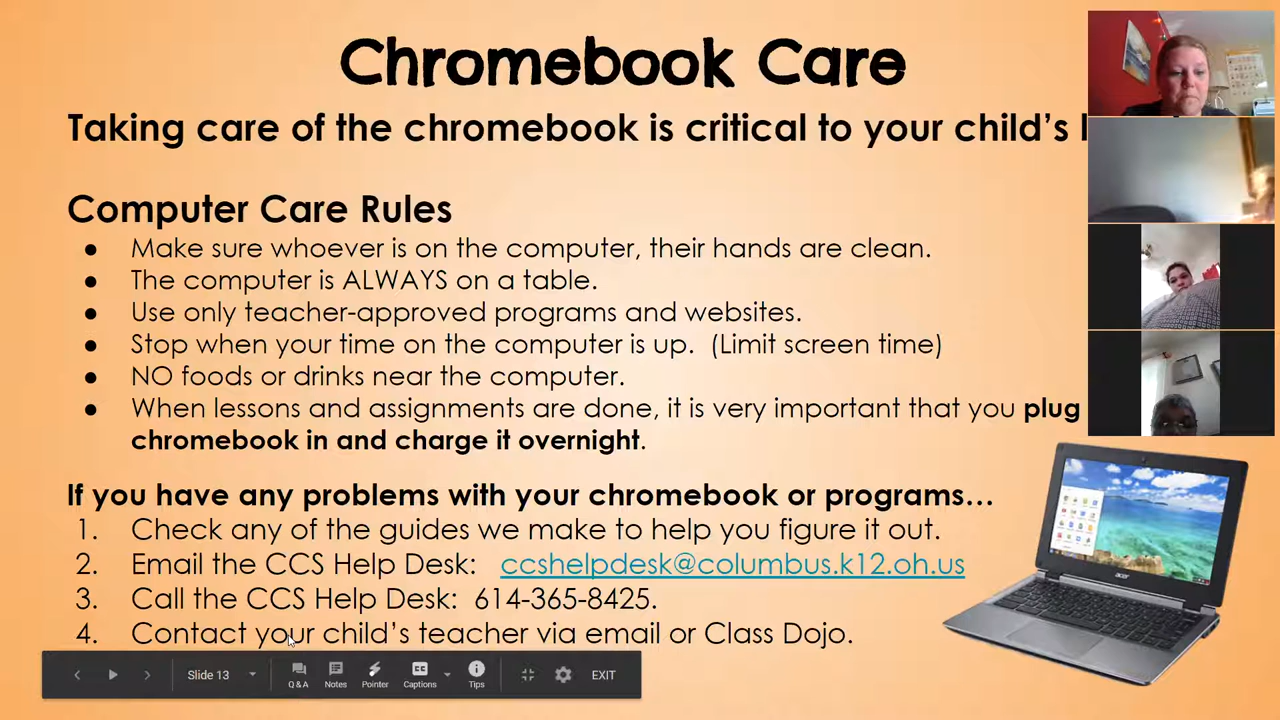 Chromebook Care
Taking care of the chromebook is critical to your child's
Computer Care Rules
● Make sure whoever is on the computer, their hands are clean.
● The computer is ALWAYS on a table.
● Use only teacher-approved programs and websites.
● Stop when your time on the computer is up. (Limit screen time)
● NO foods or drinks near the computer.
● When lessons and assignments are done, it is very important that you plug
chromebook in and charge it overnight.
If you have any problems with your chromebook or programs...
1. Check any of the guides we make to help you figure it out.
2. Email the CCS Help Desk: ccshelpdesk@columbus.k12.oh.us
3. Call the CCS Help Desk: 614-365-8425.
4. Contact your child's teacher via email or Class Dojo.
acer
Slide 13 Q & A Notes Pointer Captions Tips EXIT